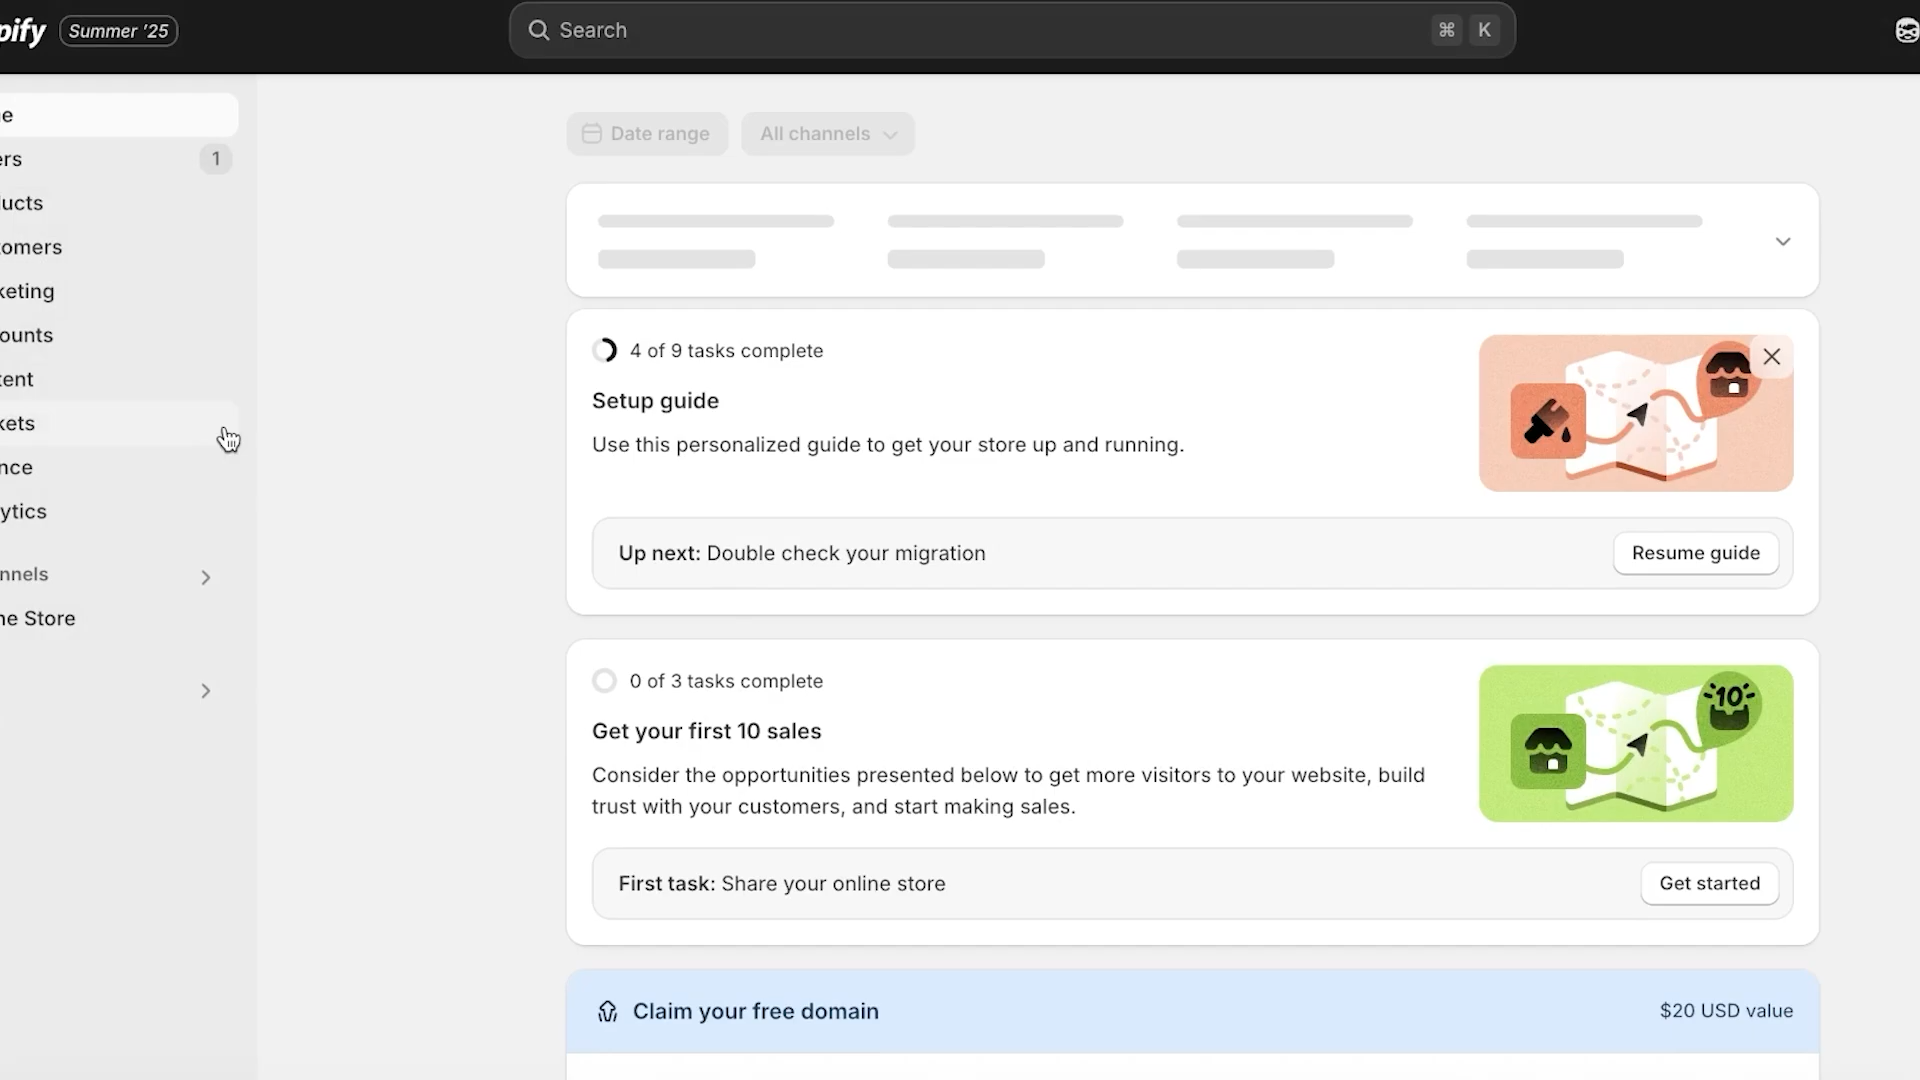 pify
Summer '25
Search
⌘ K
e
ers
1
lucts
tomers
keting
ounts
tent
kets
nce
ytics
nnels
ne Store
Date range
All channels
4 of 9 tasks complete
Setup guide
Use this personalized guide to get your store up and running.
Up next: Double check your migration
Resume guide
0 of 3 tasks complete
Get your first 10 sales
Consider the opportunities presented below to get more visitors to your website, build
trust with your customers, and start making sales.
10
First task: Share your online store
Get started
Claim your free domain
$20 USD value